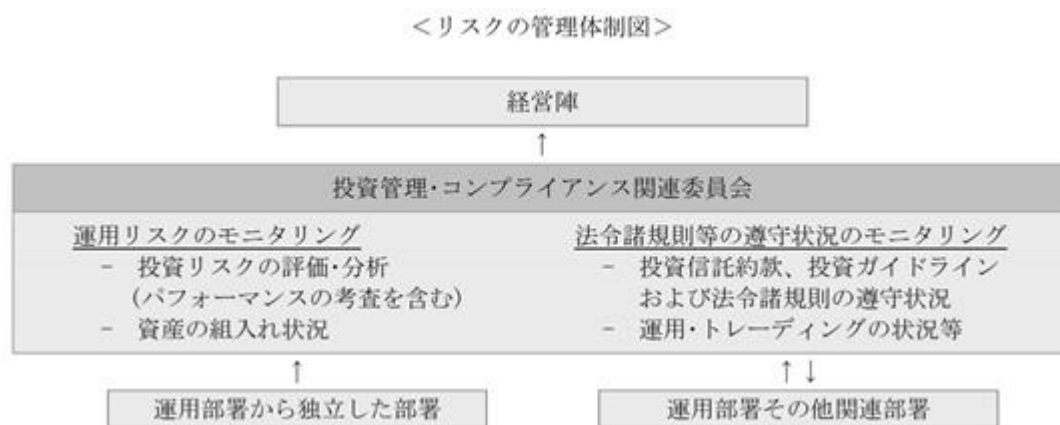 ＜リスクの管理体制図＞
経営陣
↑
投資管理･コンプライアンス関連委員会
運用リスクのモニタリング
− 投資リスクの評価･分析
(パフォーマンスの考査を含む)
− 資産の組入れ状況
法令諸規則等の遵守状況のモニタリング
− 投資信託約款、投資ガイドライン
および法令諸規則の遵守状況
− 運用･トレーディングの状況等
↑
↑↓
運用部署から独立した部署
運用部署その他関連部署